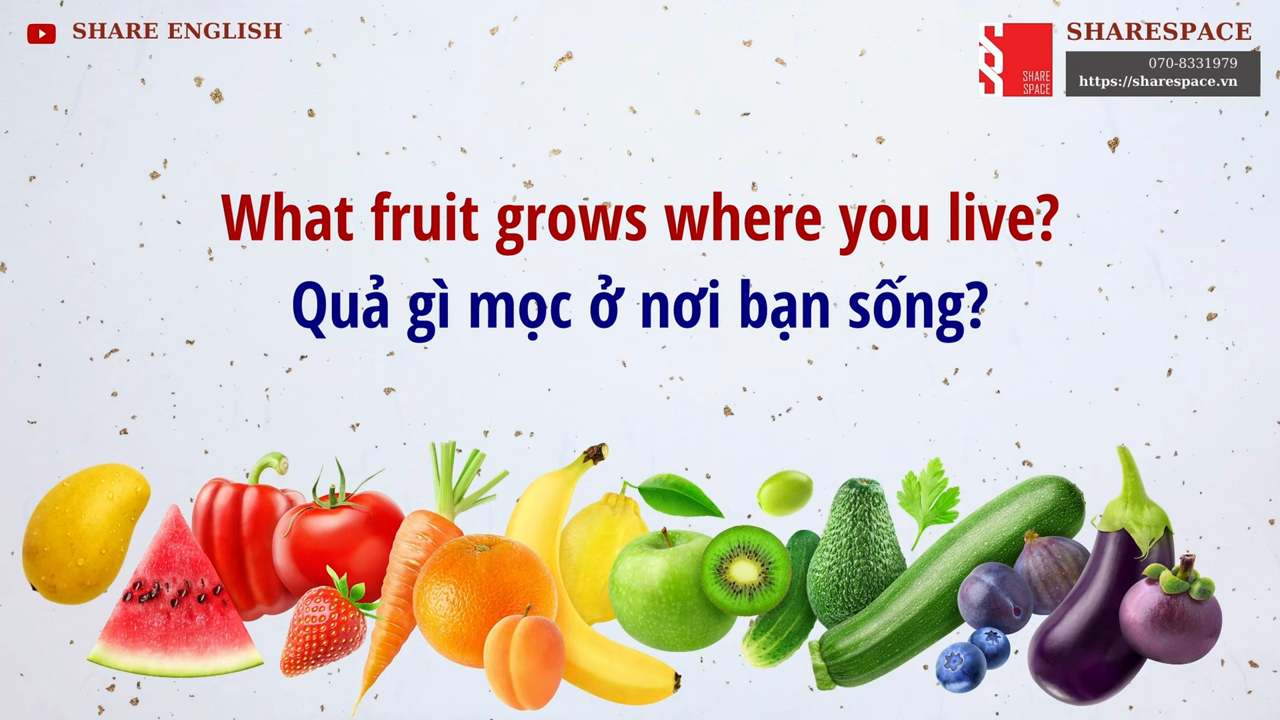 SHARE ENGLISH
SHARESPACE
SHARE
SPACE
070-8331979
https://sharespace.vn
What fruit grows where you live?
Quả gì mọc ở nơi bạn sống?